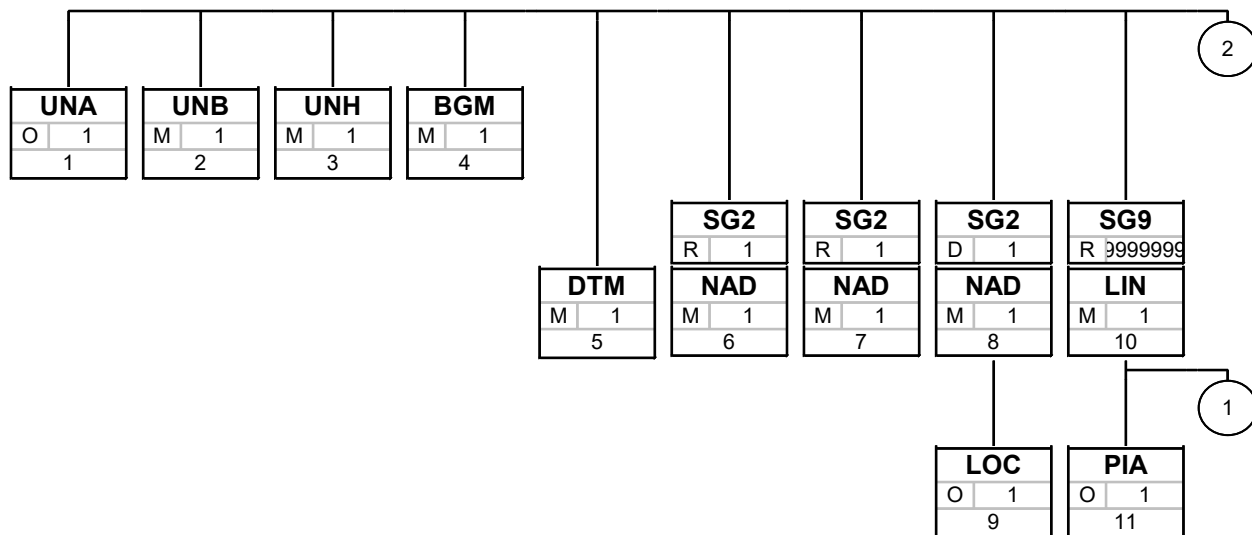 2
UNA UNB UNH BGM
O 1 M 1 M 1 M 1
1 2 3 4
SG2 SG2 SG2 SG9
R 1 R 1 D 1 R 9999999
DTM NAD NAD NAD LIN
M 1 M 1 M 1 M 1 M 1
5 6 7 8 10
1
LOC PIA
O 1 O 1
9 11